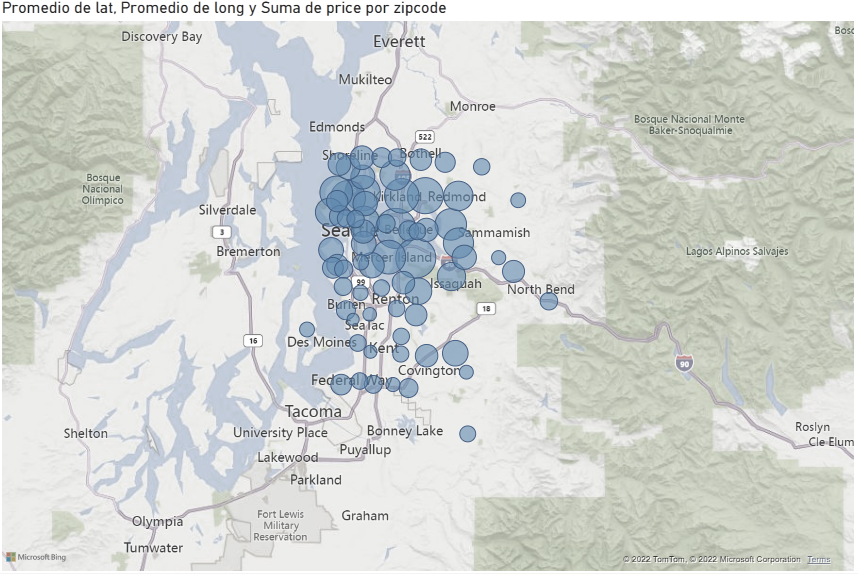 Promedio de lat, Promedio de long y Suma de price por zipcode
Discovery Bay
Everett
Mukilteo
Monroe
Bosque Nacional Monte
Baker-Snoqualmie
Edmonds
522
Shoreline
Bothell
Bosque
Nacional
Olímpico
Kirkland
Redmond
Silverdale
3
Sammamish
Bremerton
Mercer Island
Lagos Alpinos Salvajes
Issaquah
North Bend
99
Renton
Burien
18
SeaTac
16
Des Moines
Kent
90
Covington
Federal Way
Tacoma
Roslyn
Shelton
University Place
Bonney Lake
Cle Elum
Puyallup
Lakewood
Parkland
Olympia
Fort Lewis
Military
Reservation
Graham
Tumwater
Microsoft Bing
© 2022 TomTom, © 2022 Microsoft Corporation Terms